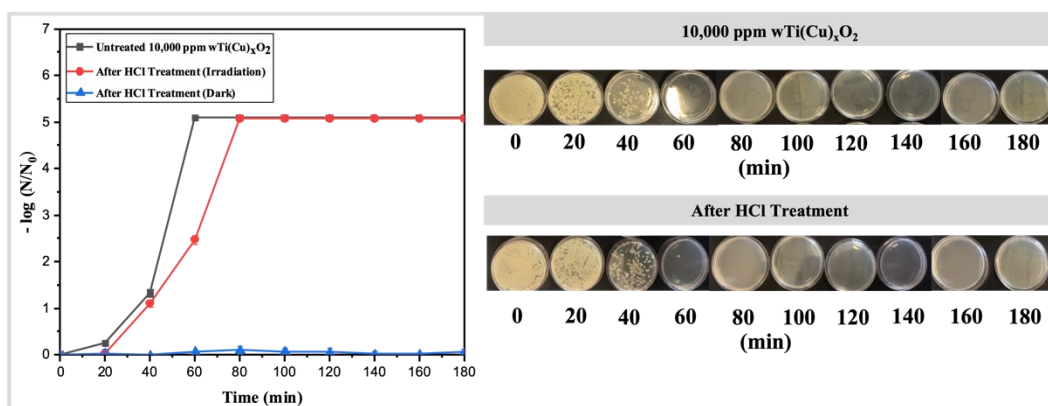 -7
6
5
4
3
2
1
0
- log (N/N₀)
Untreated 10,000 ppm wTi(Cu)ₓO₂
After HCl Treatment (Irradiation)
After HCl Treatment (Dark)
0 20 40 60 80 100 120 140 160 180
Time (min)
10,000 ppm wTi(Cu)ₓO₂
0 20 40 60 80 100 120 140 160 180
(min)
After HCl Treatment
0 20 40 60 80 100 120 140 160 180
(min)